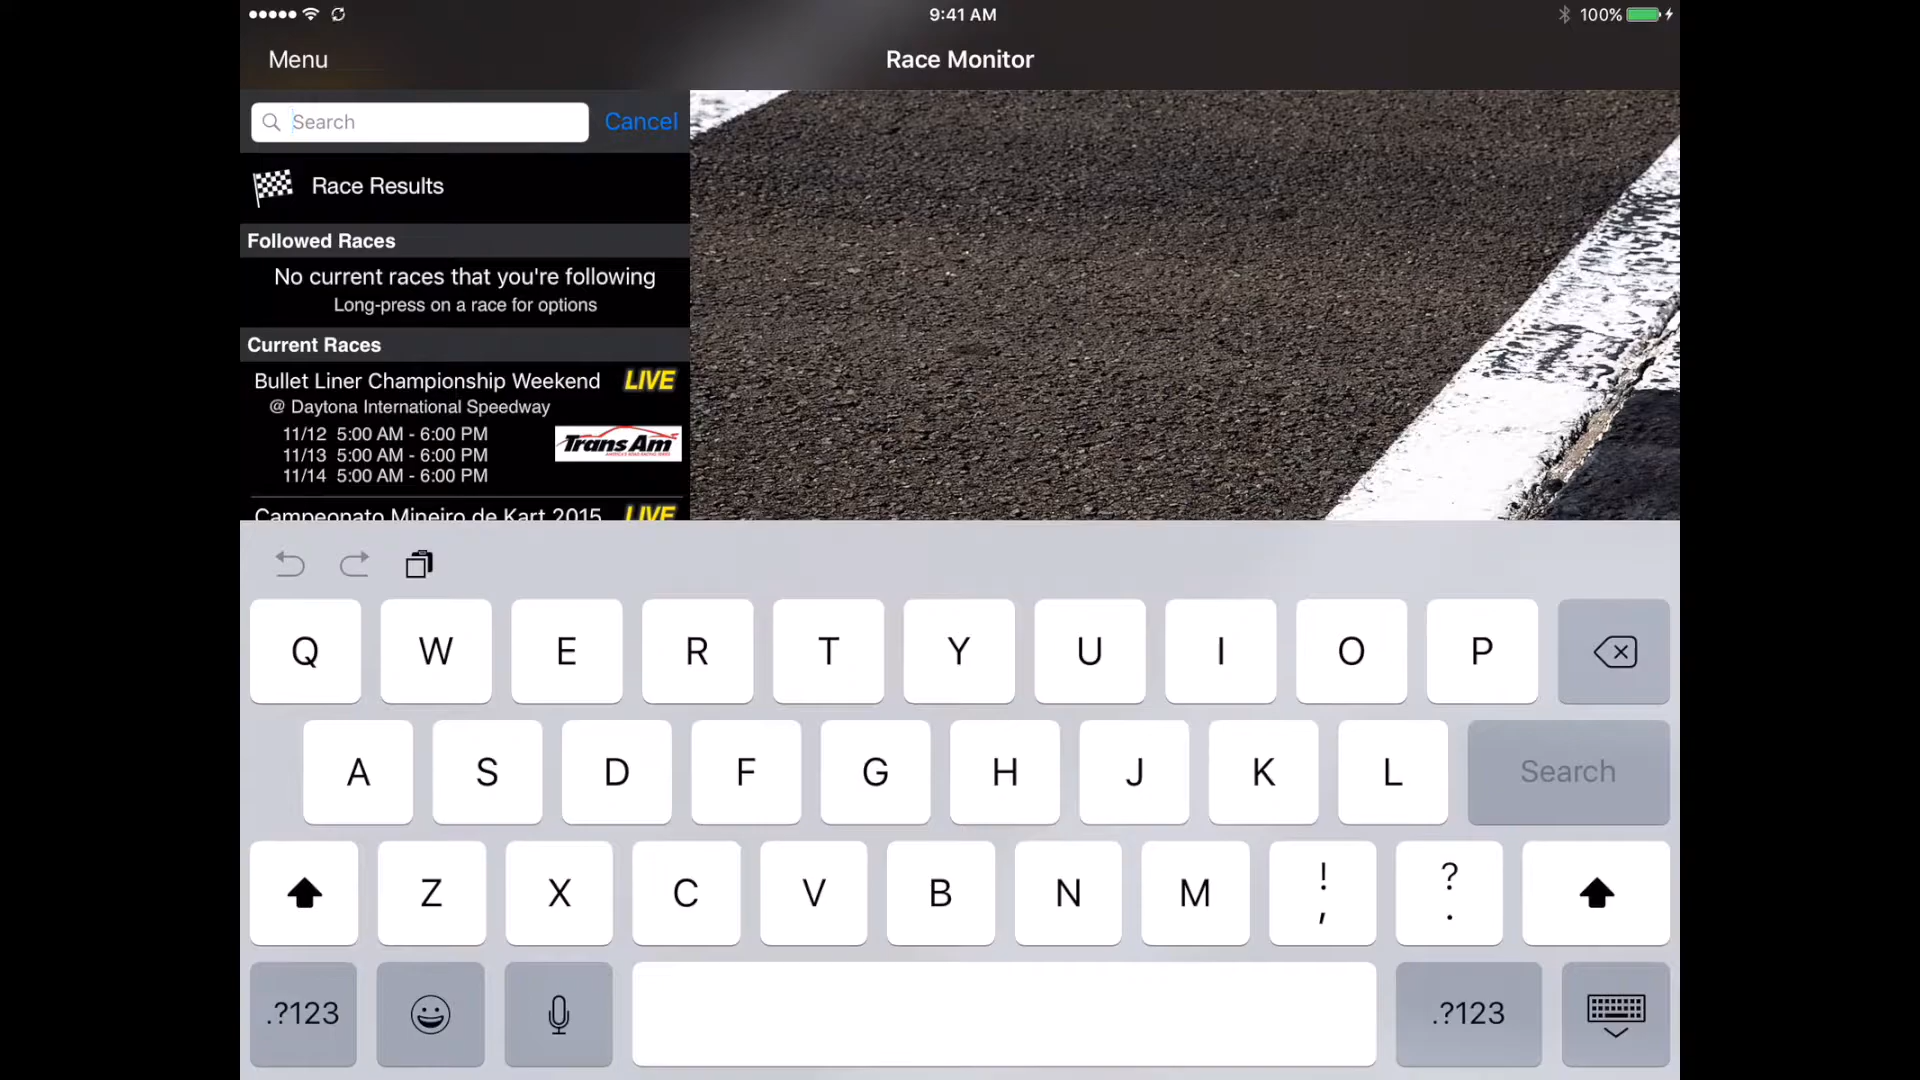 9:41 AM
100%
Menu
Race Monitor
Search
Cancel
Race Results
Followed Races
No current races that you're following
Long-press on a race for options
Current Races
Bullet Liner Championship Weekend LIVE
@ Daytona International Speedway
11/12 5:00 AM - 6:00 PM
11/13 5:00 AM - 6:00 PM
11/14 5:00 AM - 6:00 PM
Trans Am
Campeonato Mineiro de Kart 2015 LIVE
Q W E R T Y U I O P
A S D F G H J K L Search
Z X C V B N M ! , ? .
.?123 .?123